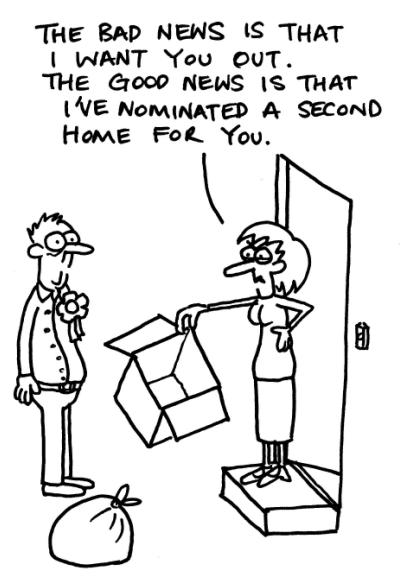 THE BAD NEWS IS THAT
I WANT YOU OUT.
THE GOOD NEWS IS THAT
I'VE NOMINATED A SECOND
HOME FOR YOU.